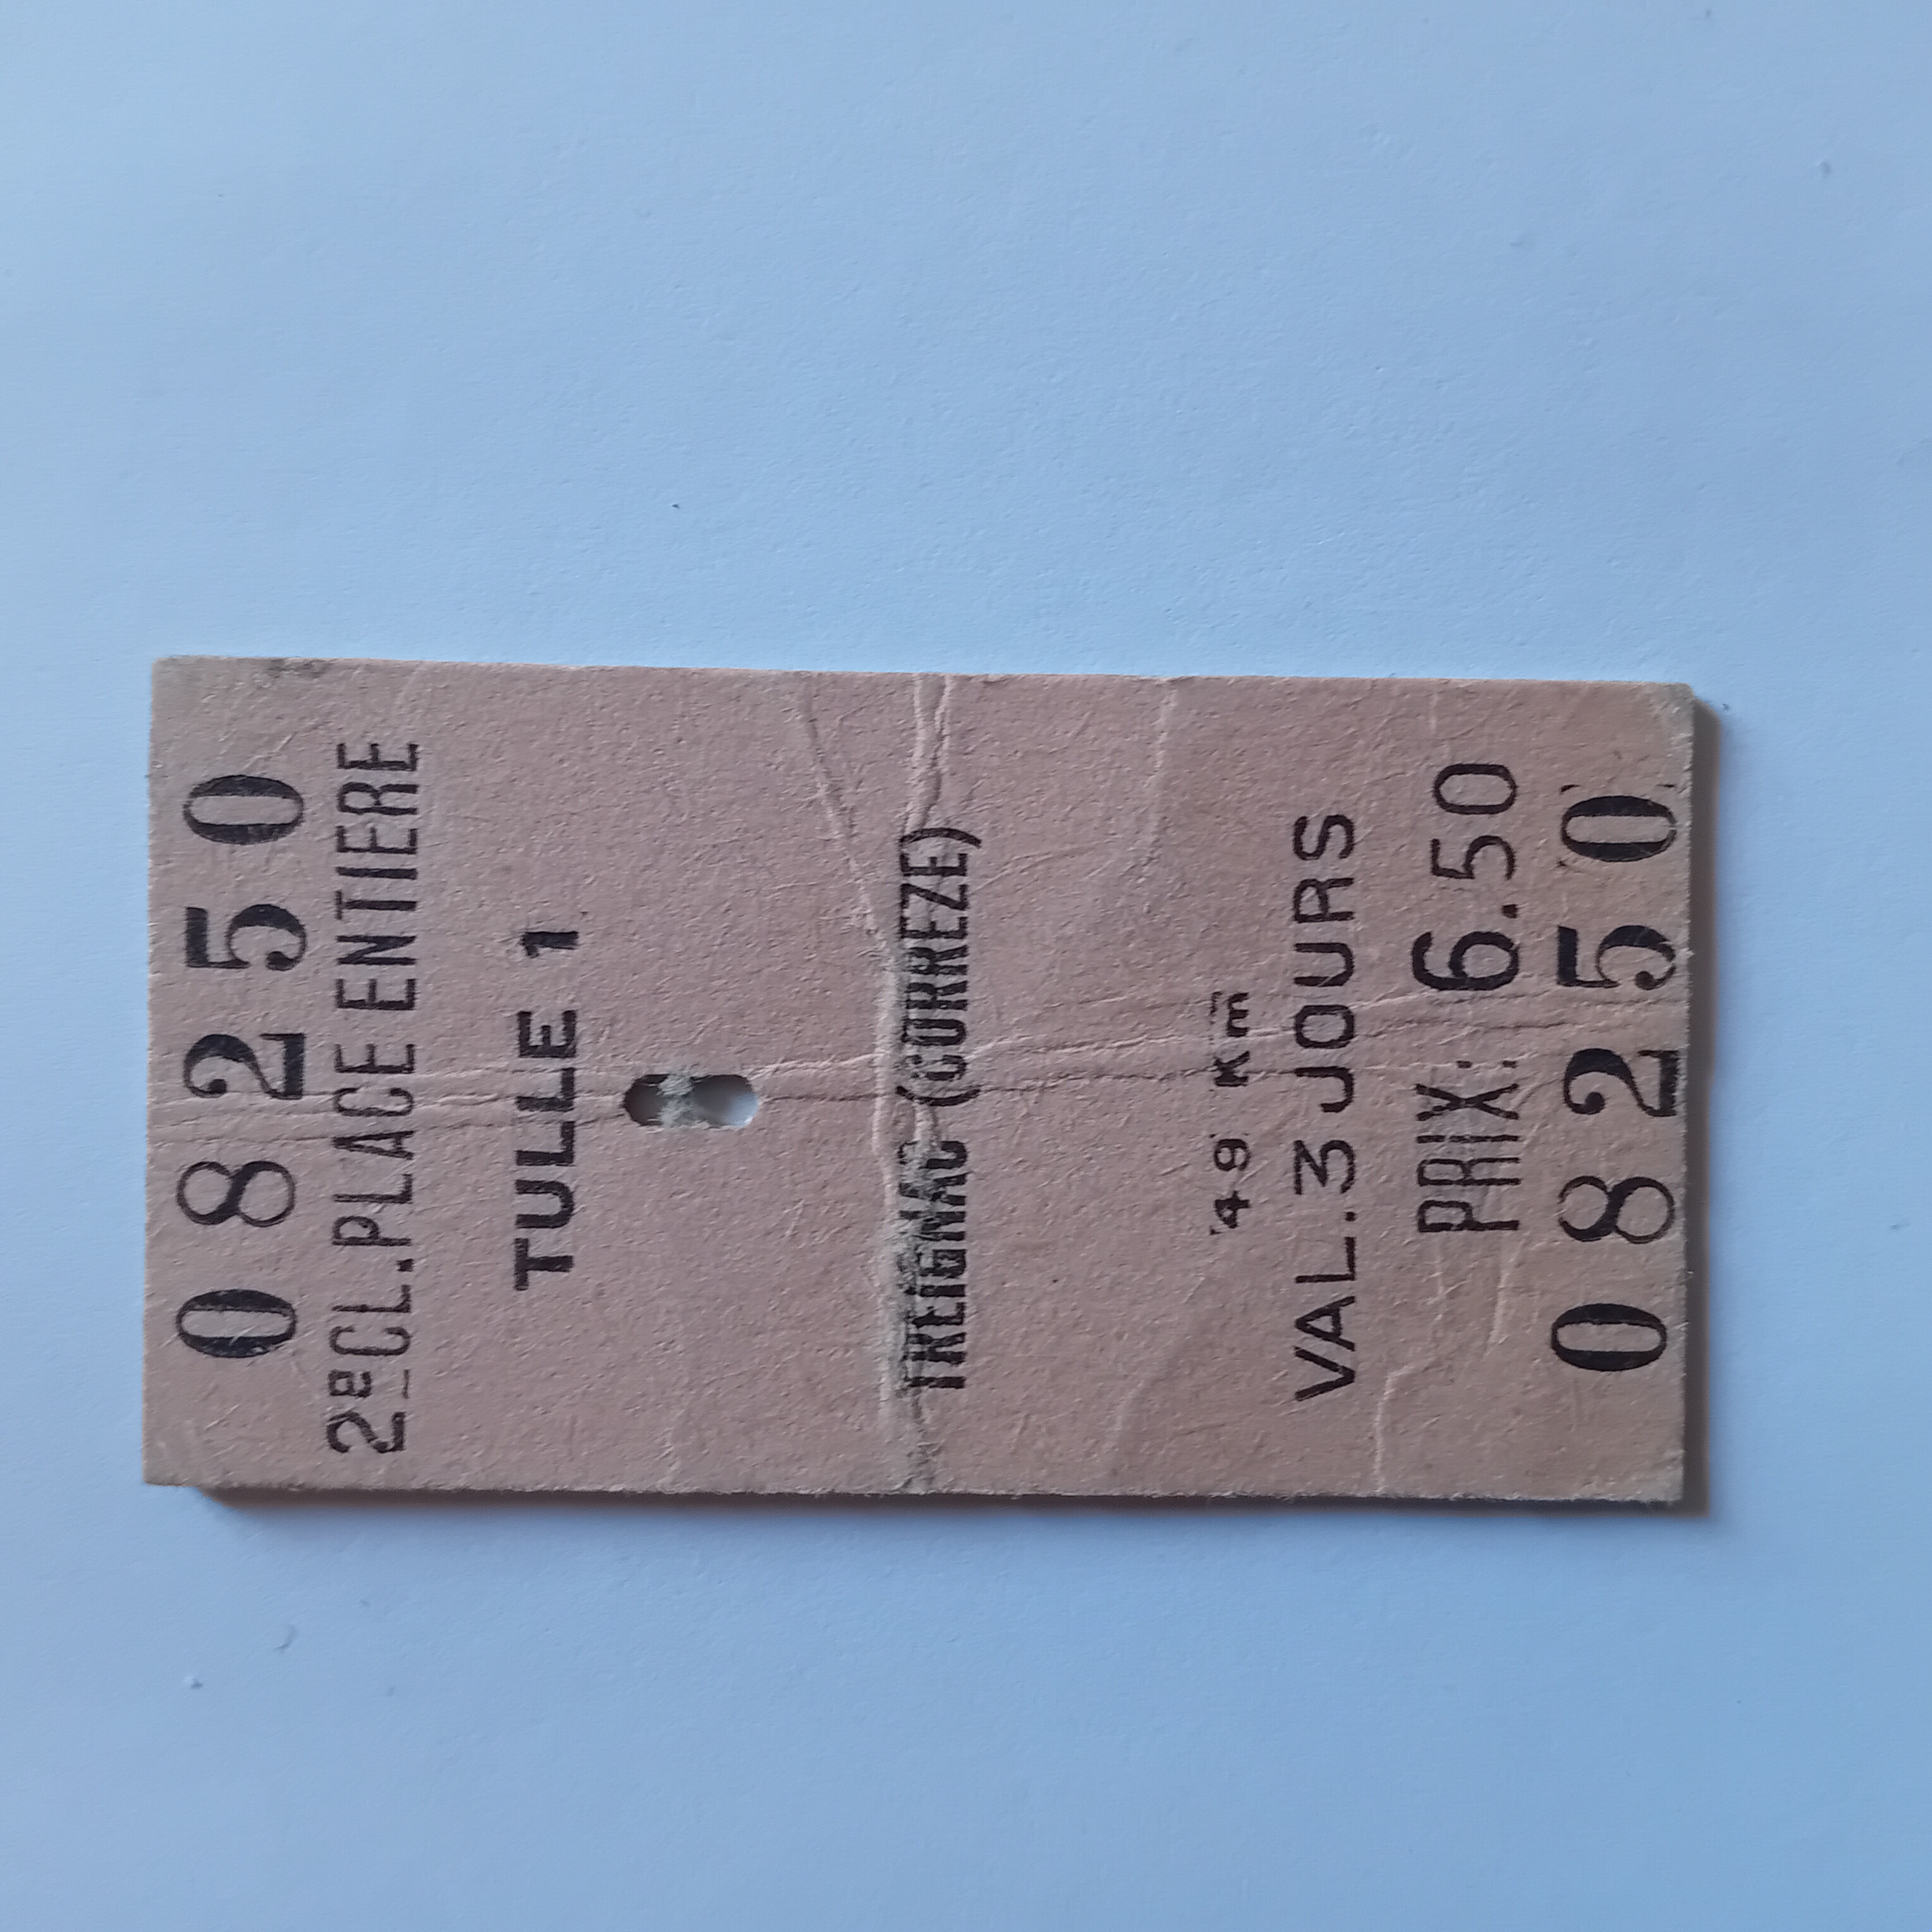 08250
2e CL.PLACE ENTIERE
TULLE 1
TREIGNAC (CORREZE)
49 Km
VAL.3 JOURS
PRIX: 6.50
08250